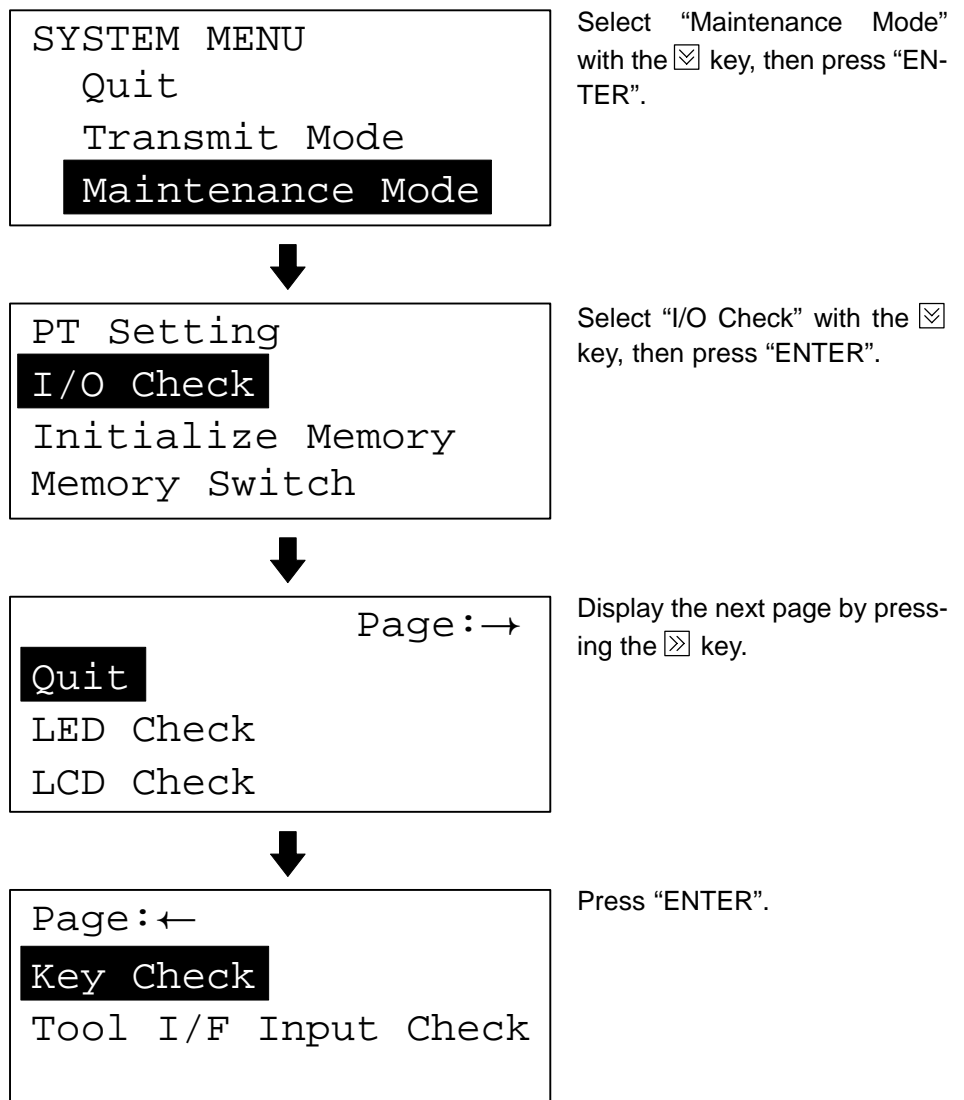 SYSTEM MENU
Quit
Transmit Mode
Maintenance Mode
Select “Maintenance Mode”
with the key, then press “EN-
TER”.
PT Setting
I/O Check
Initialize Memory
Memory Switch
Select “I/O Check” with the
key, then press “ENTER”.
Page:→
Quit
LED Check
LCD Check
Display the next page by press-
ing the key.
Page:←
Key Check
Tool I/F Input Check
Press “ENTER”.